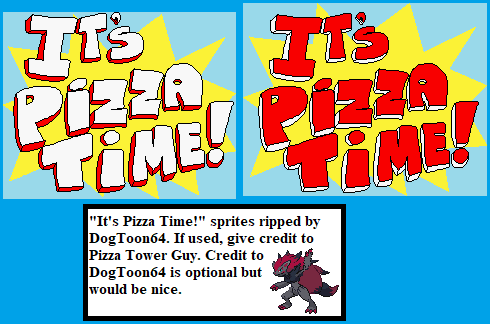 IT's
PIZZA
TIME!
IT's
PIZZA
TIME!
"It's Pizza Time!" sprites ripped by
DogToon64. If used, give credit to
Pizza Tower Guy. Credit to
DogToon64 is optional but
would be nice.